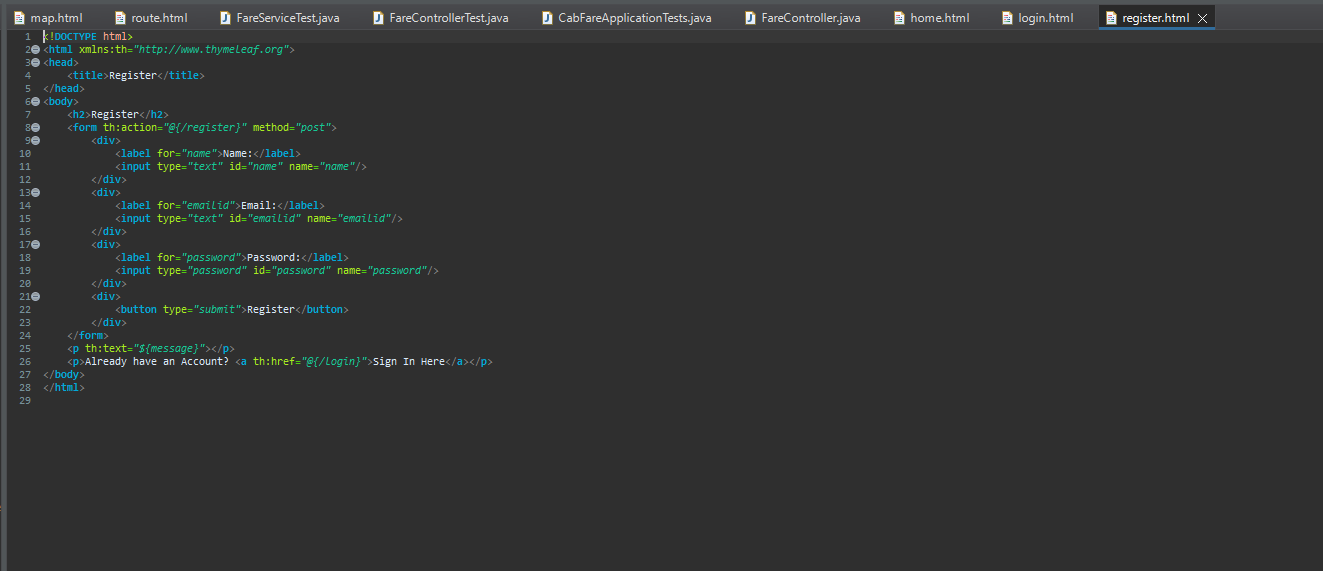 map.html route.html FareServiceTest.java FareControllerTest.java CabFareApplicationTests.java FareController.java home.html login.html register.html
1 <!DOCTYPE html>
2 <html xmlns:th="http://www.thymeleaf.org">
3 <head>
4     <title>Register</title>
5 </head>
6 <body>
7     <h2>Register</h2>
8     <form th:action="@{/register}" method="post">
9         <div>
10             <label for="name">Name:</label>
11             <input type="text" id="name" name="name"/>
12         </div>
13         <div>
14             <label for="emailid">Email:</label>
15             <input type="text" id="emailid" name="emailid"/>
16         </div>
17         <div>
18             <label for="password">Password:</label>
19             <input type="password" id="password" name="password"/>
20         </div>
21         <div>
22             <button type="submit">Register</button>
23         </div>
24     </form>
25     <p th:text="${message}"></p>
26     <p>Already have an Account? <a th:href="@{/login}">Sign In Here</a></p>
27 </body>
28 </html>
29